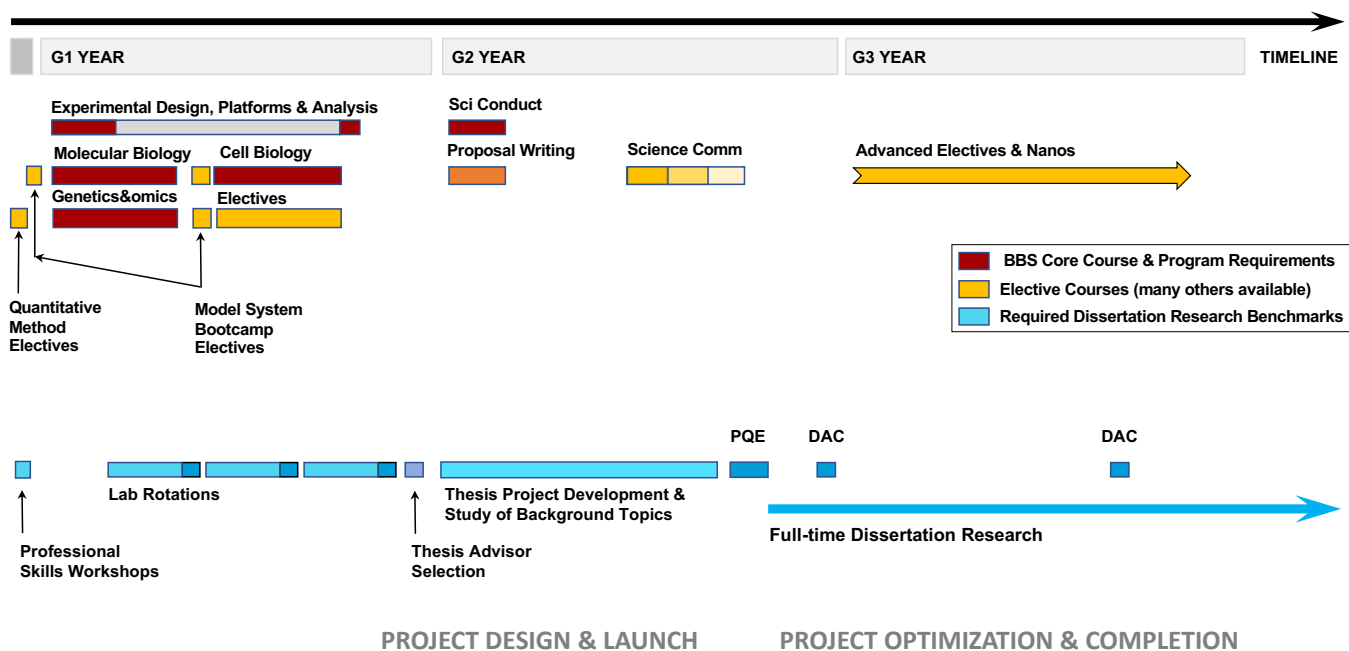 G1 YEAR
G2 YEAR
G3 YEAR
TIMELINE
Experimental Design, Platforms & Analysis
Molecular Biology
Cell Biology
Genetics&omics
Electives
Sci Conduct
Proposal Writing
Science Comm
Advanced Electives & Nanos
Quantitative
Method
Electives
Model System
Bootcamp
Electives
BBS Core Course & Program Requirements
Elective Courses (many others available)
Required Dissertation Research Benchmarks
PQE
DAC
DAC
Lab Rotations
Thesis Project Development &
Study of Background Topics
Full-time Dissertation Research
Professional
Skills Workshops
Thesis Advisor
Selection
PROJECT DESIGN & LAUNCH
PROJECT OPTIMIZATION & COMPLETION